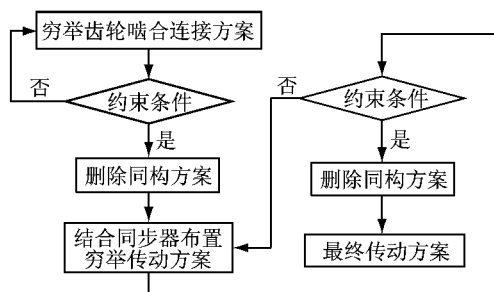 穷举齿轮啮合连接方案
否
约束条件
是
删除同构方案
结合同步器布置
穷举传动方案
否
约束条件
是
删除同构方案
最终传动方案